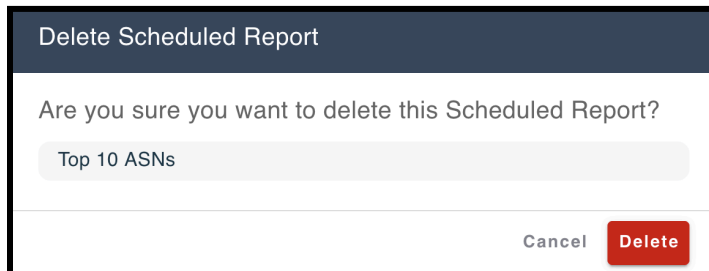 Delete Scheduled Report
Are you sure you want to delete this Scheduled Report?
Top 10 ASNs
Cancel Delete